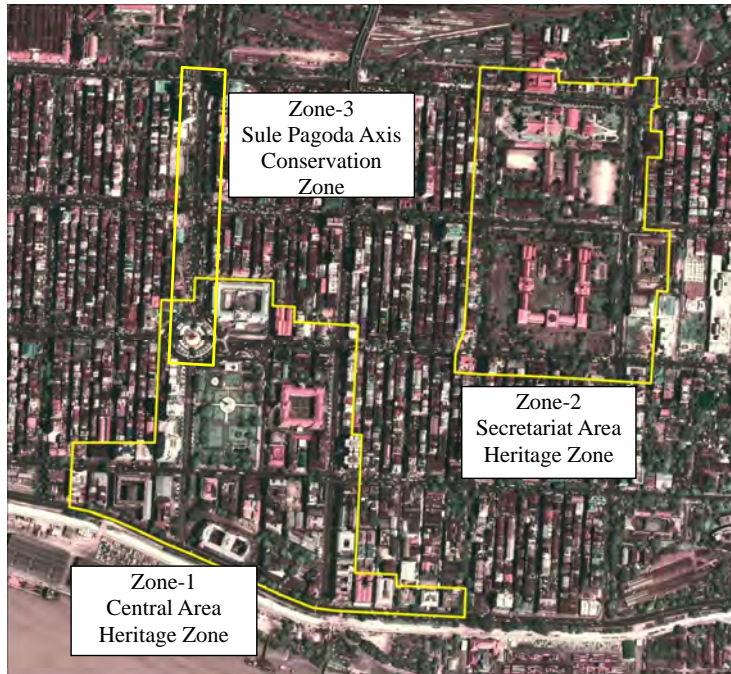 Zone-3
Sule Pagoda Axis
Conservation
Zone
Zone-2
Secretariat Area
Heritage Zone
Zone-1
Central Area
Heritage Zone